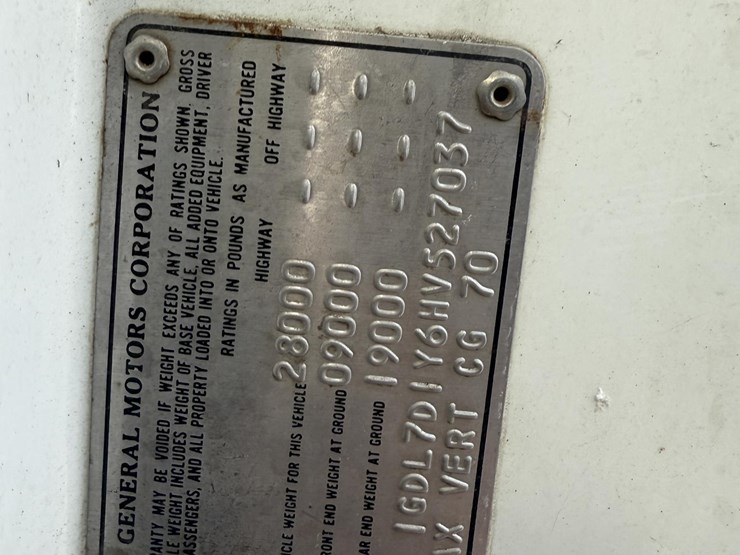 GENERAL MOTORS CORPORATION
ANTY MAY BE VOIDED IF WEIGHT EXCEEDS ANY OF RATINGS SHOWN. GROSS
LE WEIGHT INCLUDES WEIGHT OF BASE VEHICLE, ALL ADDED EQUIPMENT, DRIVER
ASSENGERS, AND ALL PROPERTY LOADED INTO OR ONTO VEHICLE.
RATINGS IN POUNDS AS MANUFACTURED
HIGHWAY OFF HIGHWAY
ICLE WEIGHT FOR THIS VEHICLE 28000 - - -
RONT END WEIGHT AT GROUND 09000 - - -
AR END WEIGHT AT GROUND 19000 - - -
1GDL7D1Y6HV527037
AX VERT CG 70